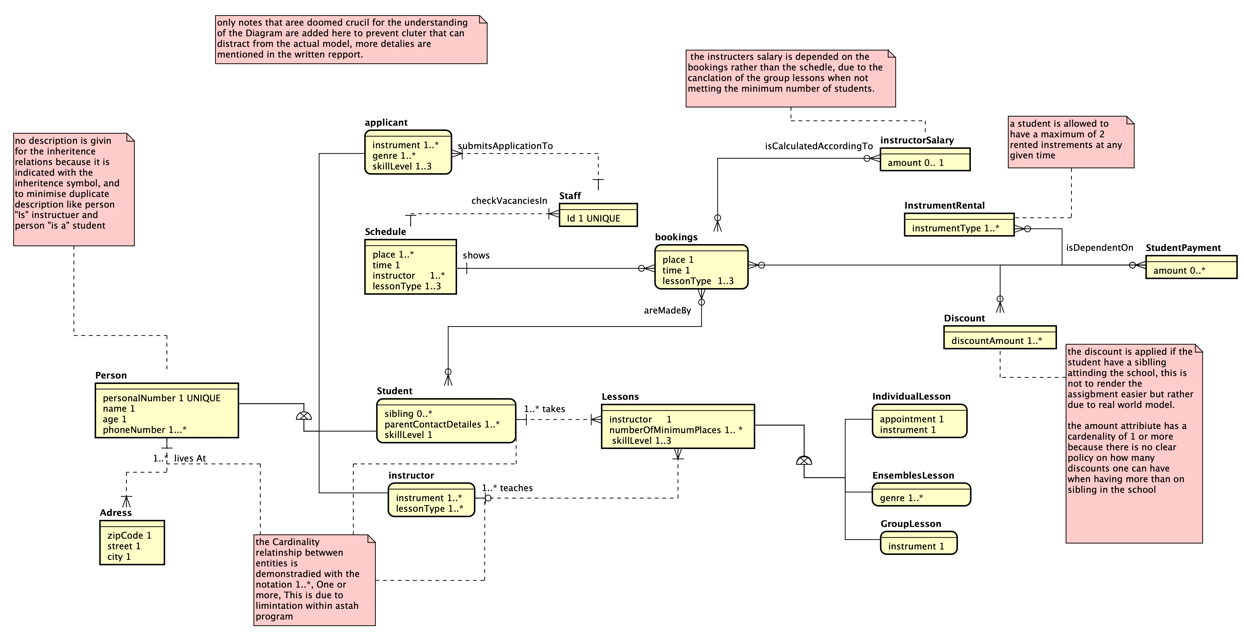 only notes that aree doomed crucil for the understanding
of the Diagram are added here to prevent cluter that can
distract from the actual model, more detalies are
mentioned in the written repport.
the instructers salary is depended on the
bookings rather than the schedle, due to the
canclation of the group lessons when not
metting the minimum number of students.
a student is allowed to
have a maximum of 2
rented instrements at any
given time
no description is givin
for the inheritence
relations because it is
indicated with the
inheritence symbol, and
to minimise duplicate
description like person
"Is" instructuer and
person "is a" student
applicant
instrument 1..*
genre 1..*
skillLevel 1..3
submitsApplicationTo
isCalculatedAccordingTo
instructorSalary
amount 0.. 1
checkVacanciesIn
Staff
Id 1 UNIQUE
InstrumentRental
instrumentType 1..*
Schedule
place 1..*
time 1
instructor 1..*
lessonType 1..3
shows
bookings
place 1
time 1
lessonType 1..3
isDependentOn
StudentPayment
amount 0..*
areMadeBy
Discount
discountAmount 1..*
the discount is applied if the
student have a siblling
attinding the school, this is
not to render the
assigbment easier but rather
due to real world model.
the amount attribiute has a
cardenality of 1 or more
because there is no clear
policy on how many
discounts one can have
when having more than on
sibling in the school
Person
personalNumber 1 UNIQUE
name 1
age 1
phoneNumber 1...*
Student
sibling 0..*
parentContactDetailes 1..*
skillLevel 1
1..* takes
Lessons
instructor 1
numberOfMinimumPlaces 1.. *
skillLevel 1..3
IndividualLesson
appointment 1
instrument 1
1..* lives At
instructor
instrument 1..*
lessonType 1..*
1..* teaches
EnsemblesLesson
genre 1..*
Adress
zipCode 1
street 1
city 1
GroupLesson
instrument 1
the Cardinality
relatinship betwwen
entities is
demonstradied with the
notation 1..*, One or
more, This is due to
limintation within astah
program